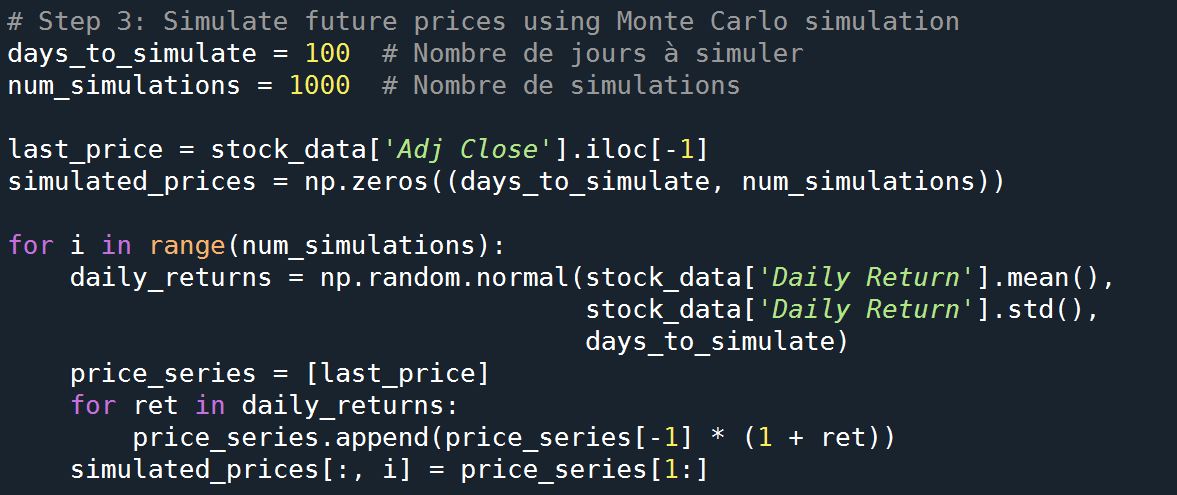 # Step 3: Simulate future prices using Monte Carlo simulation
days_to_simulate = 100  # Nombre de jours à simuler
num_simulations = 1000  # Nombre de simulations
last_price = stock_data['Adj Close'].iloc[-1]
simulated_prices = np.zeros((days_to_simulate, num_simulations))
for i in range(num_simulations):
    daily_returns = np.random.normal(stock_data['Daily Return'].mean(),
                                     stock_data['Daily Return'].std(),
                                     days_to_simulate)
    price_series = [last_price]
    for ret in daily_returns:
        price_series.append(price_series[-1] * (1 + ret))
    simulated_prices[:, i] = price_series[1:]